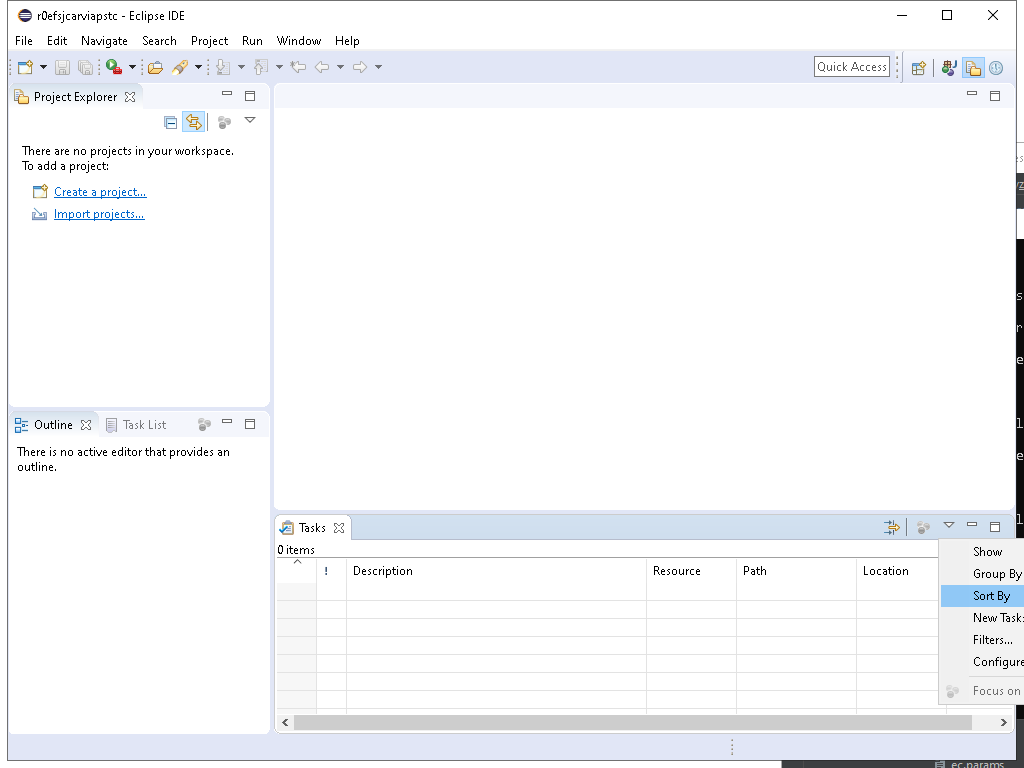 r0efsjcarviapstc - Eclipse IDE
File Edit Navigate Search Project Run Window Help
Quick Access
Project Explorer
There are no projects in your workspace.
To add a project:
Create a project...
Import projects...
Outline
Task List
There is no active editor that provides an
outline.
Tasks
0 items
! Description Resource Path Location
Show
Group By
Sort By
New Task
Filters...
Configure
Focus on
ec.params